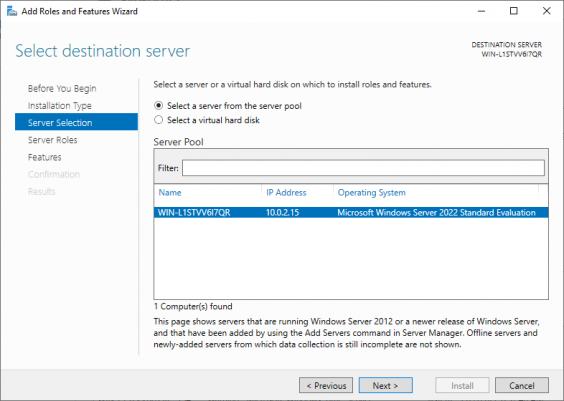 Add Roles and Features Wizard
Select destination server
DESTINATION SERVER
WIN-L1STVV6I7QR
Before You Begin
Installation Type
Server Selection
Server Roles
Features
Confirmation
Results
Select a server or a virtual hard disk on which to install roles and features.
Select a server from the server pool
Select a virtual hard disk
Server Pool
Filter:
Name IP Address Operating System
WIN-L1STVV6I7QR 10.0.2.15 Microsoft Windows Server 2022 Standard Evaluation
1 Computer(s) found
This page shows servers that are running Windows Server 2012 or a newer release of Windows Server,
and that have been added by using the Add Servers command in Server Manager. Offline servers and
newly-added servers from which data collection is still incomplete are not shown.
< Previous Next > Install Cancel